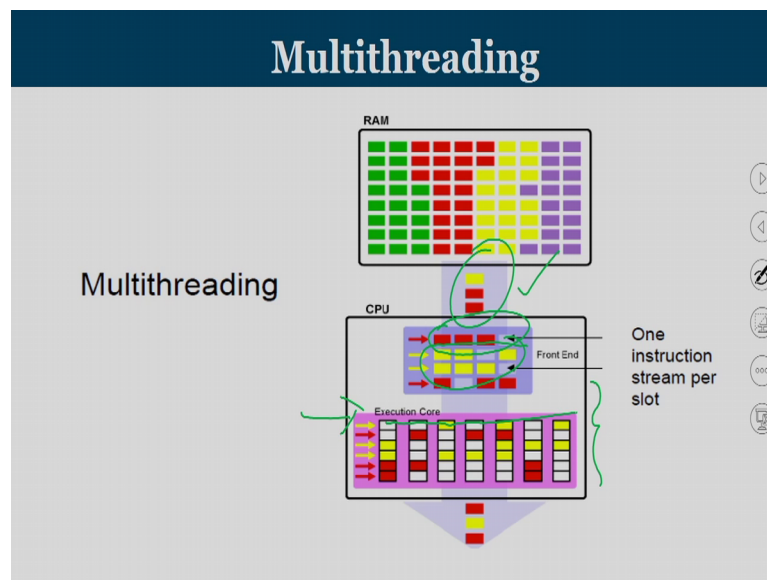 Multithreading
RAM
Multithreading
CPU
One
instruction
stream per
slot
Front End
Execution Core